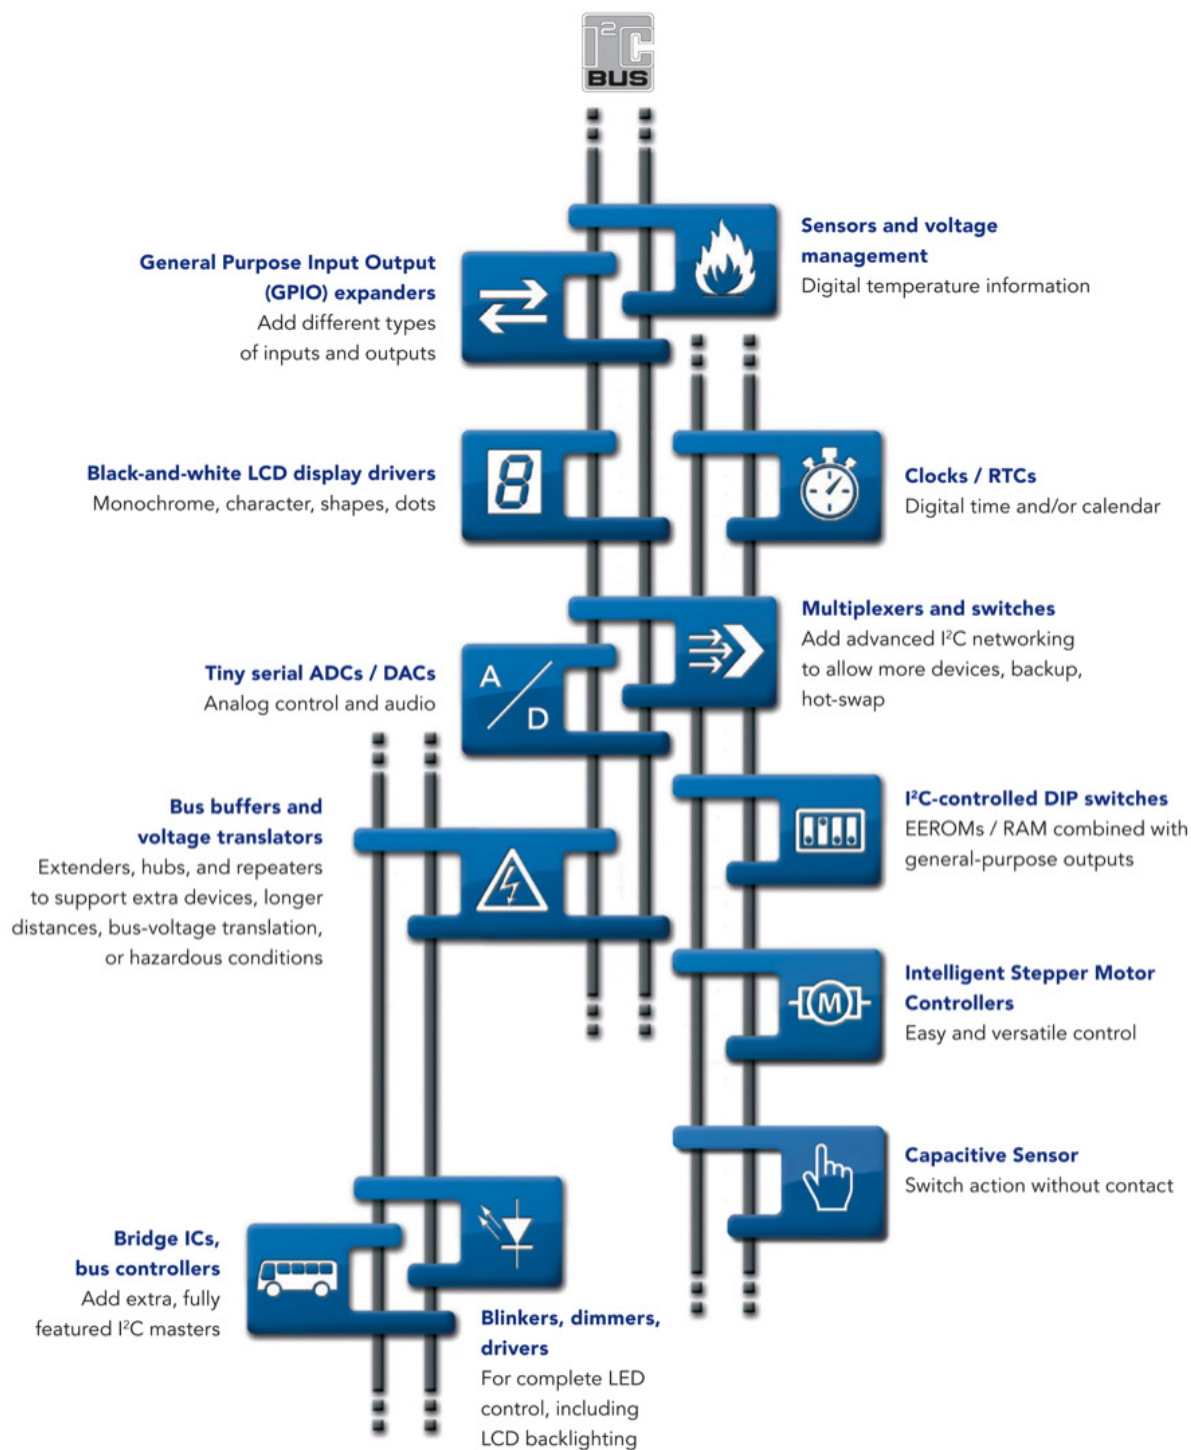 I²C
BUS
Sensors and voltage
management
Digital temperature information
General Purpose Input Output
(GPIO) expanders
Add different types
of inputs and outputs
Black-and-white LCD display drivers
Monochrome, character, shapes, dots
8
Clocks / RTCs
Digital time and/or calendar
Multiplexers and switches
Add advanced I²C networking
to allow more devices, backup,
hot-swap
Tiny serial ADCs / DACs
Analog control and audio
A
D
Bus buffers and
voltage translators
Extenders, hubs, and repeaters
to support extra devices, longer
distances, bus-voltage translation,
or hazardous conditions
I²C-controlled DIP switches
EEROMs / RAM combined with
general-purpose outputs
M
Intelligent Stepper Motor
Controllers
Easy and versatile control
Capacitive Sensor
Switch action without contact
Bridge ICs,
bus controllers
Add extra, fully
featured I²C masters
Blinkers, dimmers,
drivers
For complete LED
control, including
LCD backlighting